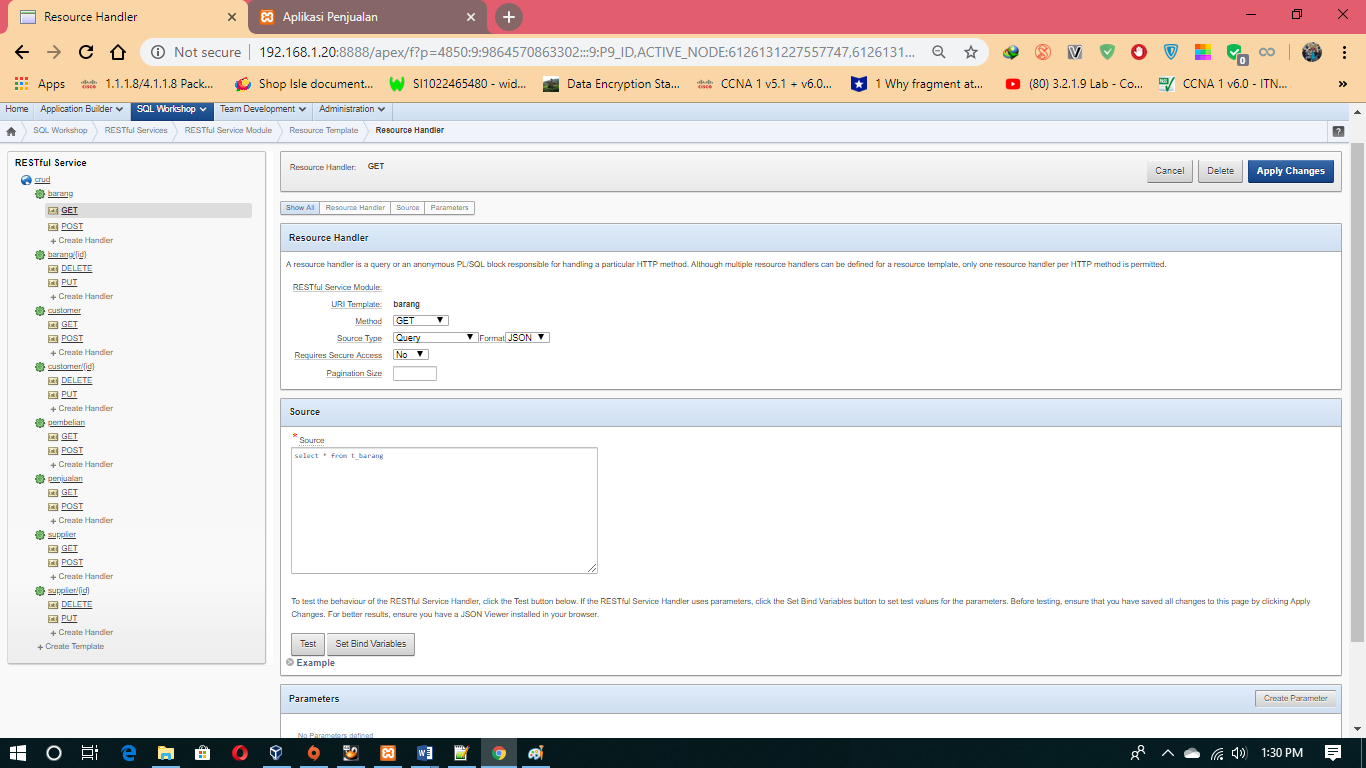 Resource Handler
Aplikasi Penjualan
Not secure
192.168.1.20:8888/apex/f?p=4850:9:9864570863302:::9:P9_ID,ACTIVE_NODE:6126131227557747,6126131...
0
Apps
1.1.1.8/4.1.1.8 Pack...
Shop Isle document...
SI1022465480 - wid...
Data Encryption Sta...
CCNA 1 v5.1 + v6.0...
1 Why fragment at...
(80) 3.2.1.9 Lab - Co...
CCNA 1 v6.0 - ITN...
»
Home
Application Builder
SQL Workshop
Team Development
Administration
SQL Workshop
RESTful Services
RESTful Service Module
Resource Template
Resource Handler
?
RESTful Service
crud
barang
GET
POST
+ Create Handler
barang/{id}
DELETE
PUT
+ Create Handler
customer
GET
POST
+ Create Handler
customer/{id}
DELETE
PUT
+ Create Handler
pembelian
GET
POST
+ Create Handler
penjualan
GET
POST
+ Create Handler
supplier
GET
POST
+ Create Handler
supplier/{id}
DELETE
PUT
+ Create Handler
+ Create Template
Resource Handler: GET
Cancel
Delete
Apply Changes
Show All
Resource Handler
Source
Parameters
Resource Handler
A resource handler is a query or an anonymous PL/SQL block responsible for handling a particular HTTP method. Although multiple resource handlers can be defined for a resource template, only one resource handler per HTTP method is permitted.
RESTful Service Module:
URI Template: barang
Method GET
Source Type Query Format JSON
Requires Secure Access No
Pagination Size
Source
* Source
select * from t_barang
To test the behaviour of the RESTful Service Handler, click the Test button below. If the RESTful Service Handler uses parameters, click the Set Bind Variables button to set test values for the parameters. Before testing, ensure that you have saved all changes to this page by clicking Apply
Changes. For better results, ensure you have a JSON Viewer installed in your browser.
Test
Set Bind Variables
Example
Parameters
Create Parameter
No Parameters defined
1:30 PM